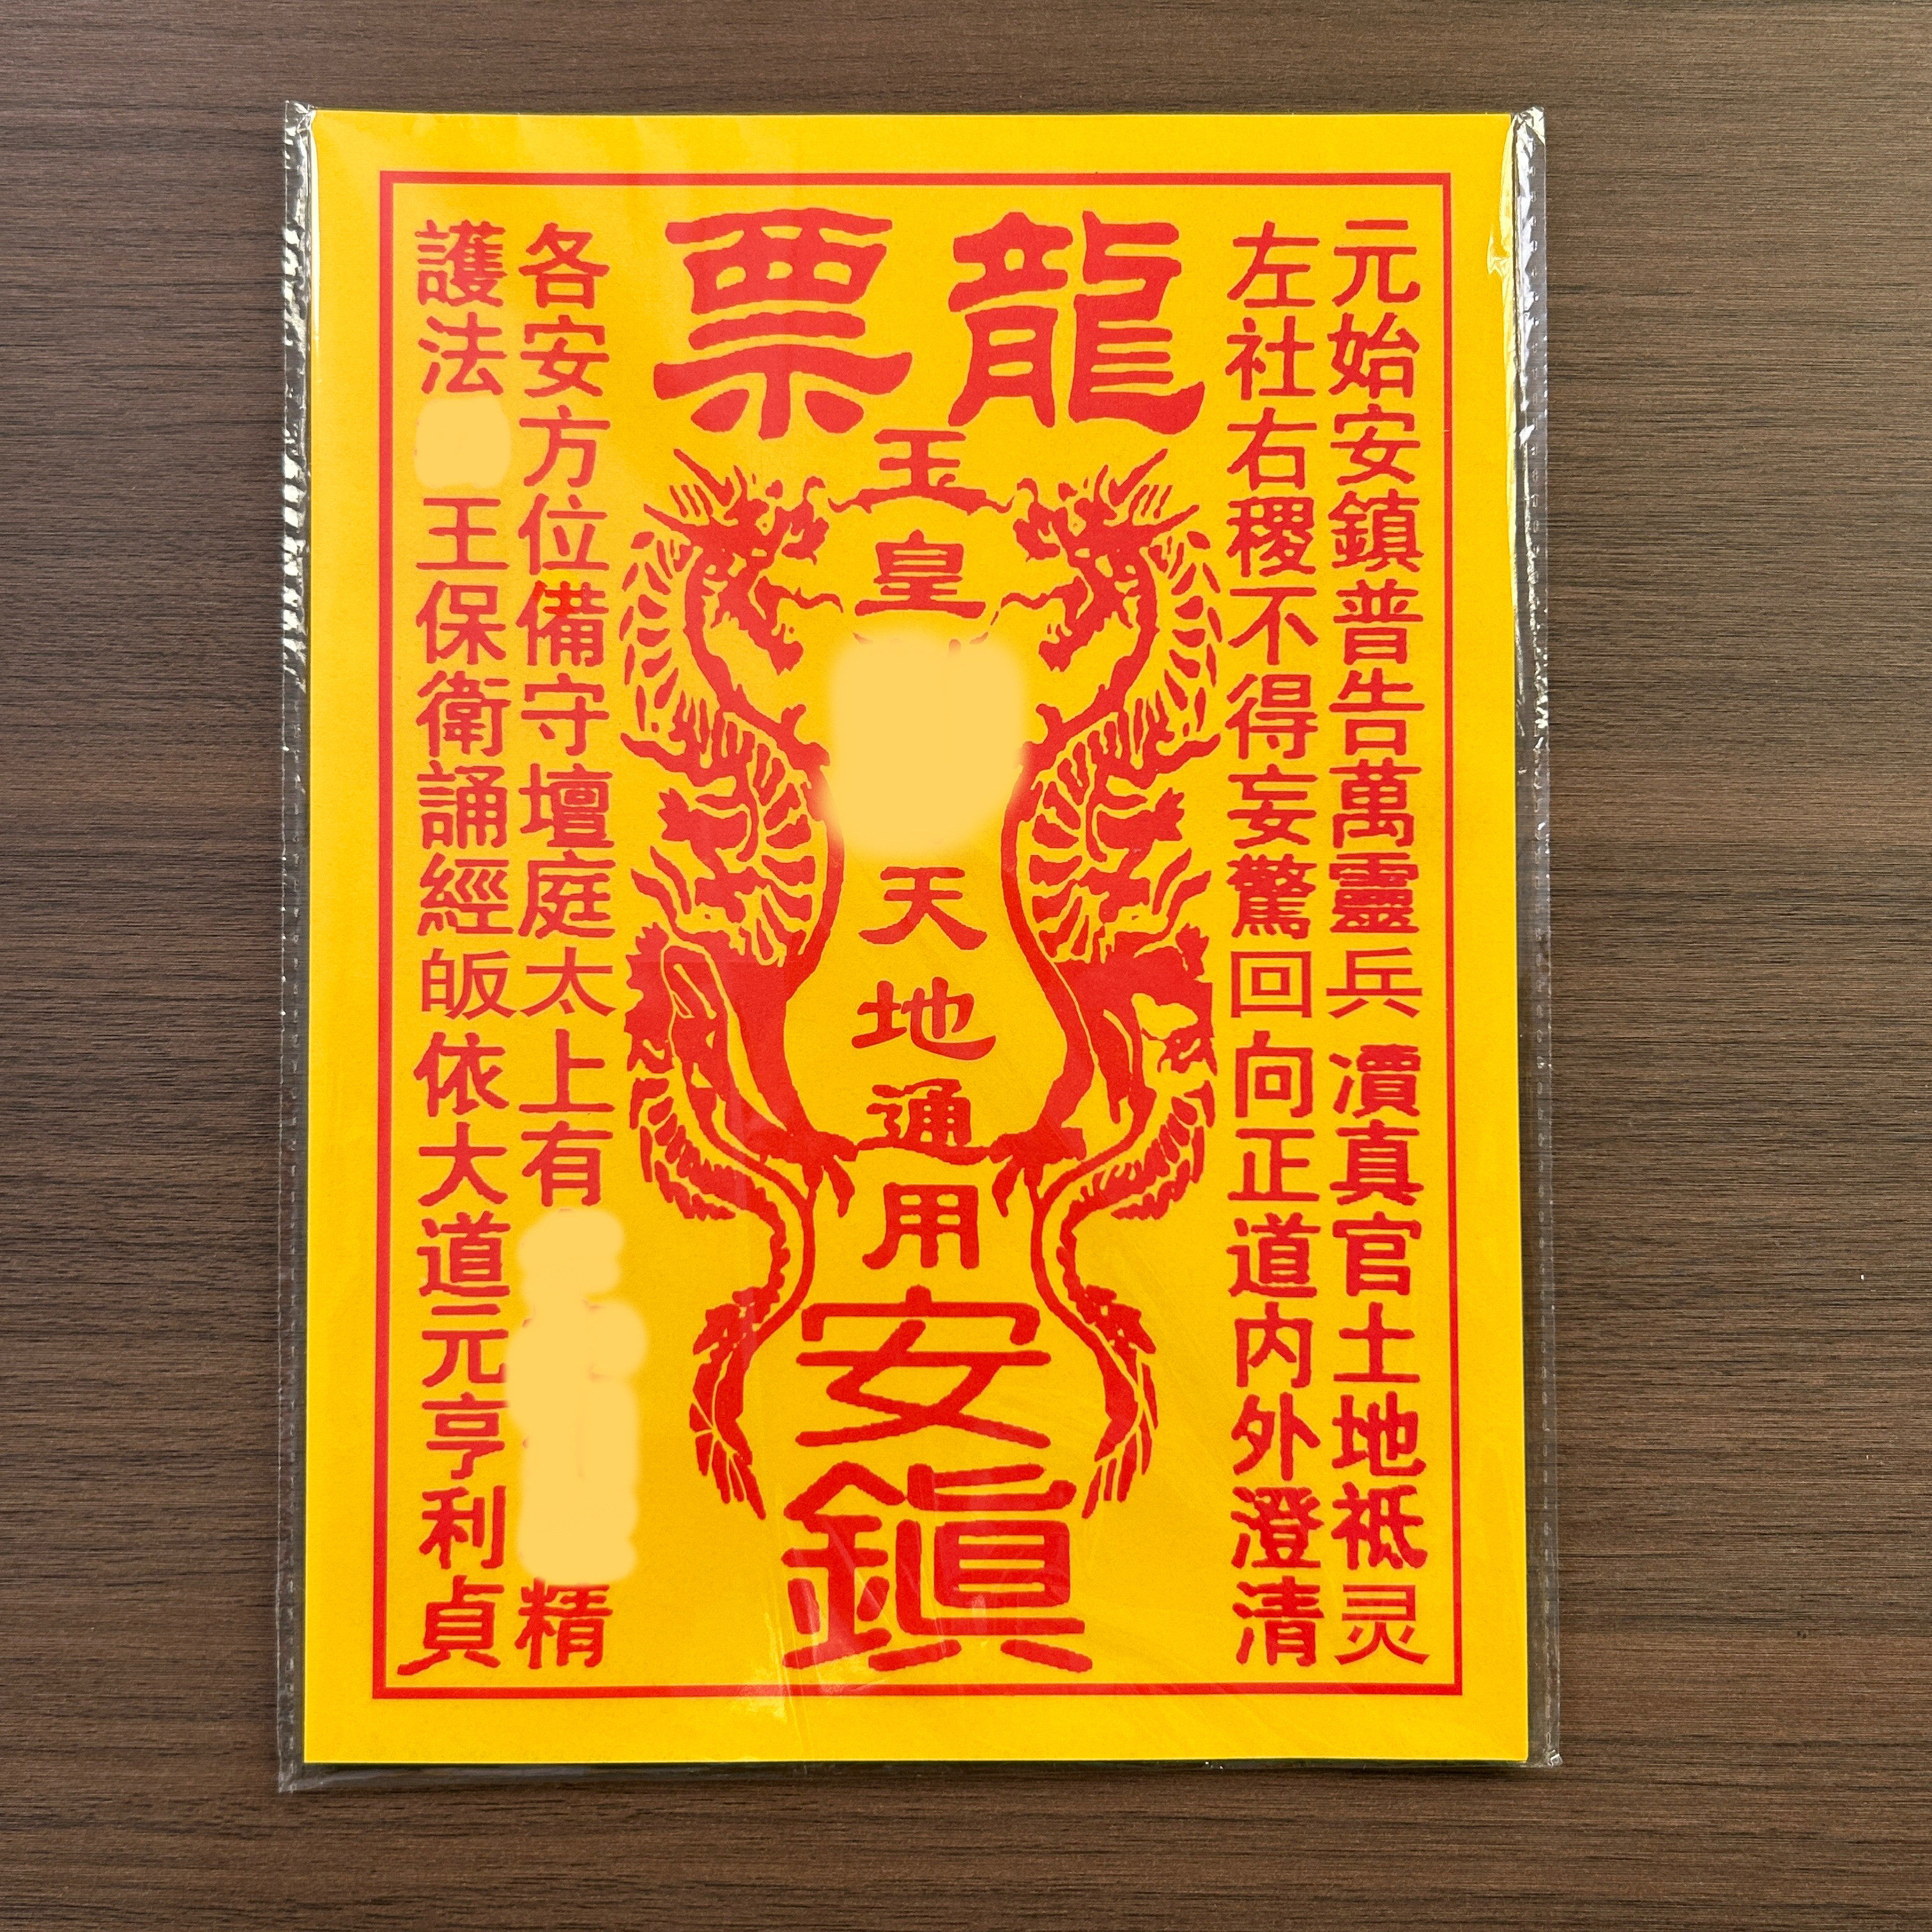 龍票
元始安鎮普告萬靈兵瀆真官土地祇灵
左社右稷不得妄驚回向正道內外澄清
玉皇
天地通用
安鎮
各安方位備守壇庭太上有
精
護法
王保衛誦經皈依大道元亨利貞